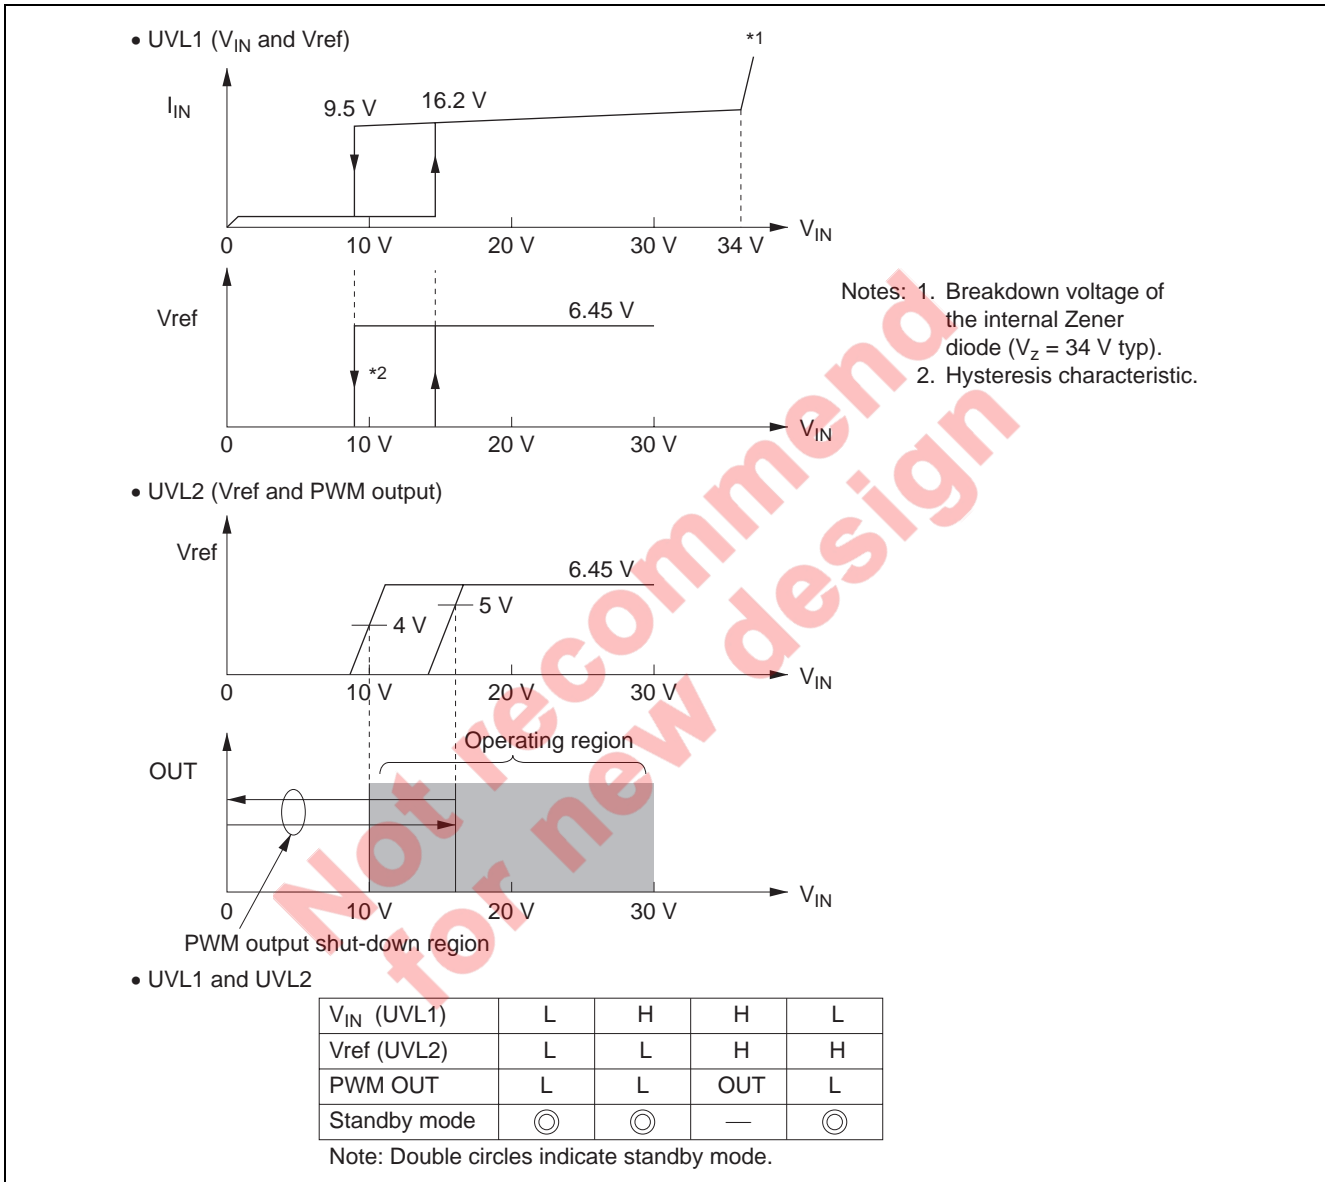 • UVL1 (VIN and Vref)
*1
IIN
9.5 V
16.2 V
0
10 V
20 V
30 V
34 V
VIN
Vref
6.45 V
*2
0
10 V
20 V
30 V
VIN
Notes: 1. Breakdown voltage of
the internal Zener
diode (Vz = 34 V typ).
2. Hysteresis characteristic.
• UVL2 (Vref and PWM output)
Vref
6.45 V
5 V
4 V
0
10 V
20 V
30 V
VIN
Operating region
OUT
0
10 V
20 V
30 V
VIN
PWM output shut-down region
• UVL1 and UVL2
VIN (UVL1) L H H L
Vref (UVL2) L L H H
PWM OUT L L OUT L
Standby mode ◎ ◎ — ◎
Note: Double circles indicate standby mode.
Not recommend
for new design